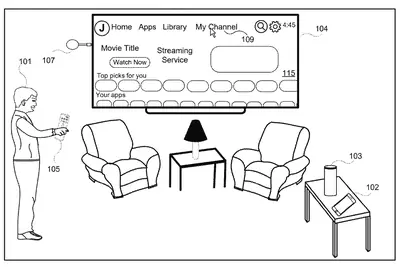 J Home Apps Library My Channel 4:45
104
109
Movie Title
Streaming
Service
Watch Now
107
101
Top picks for you
115
Your apps
105
103
102